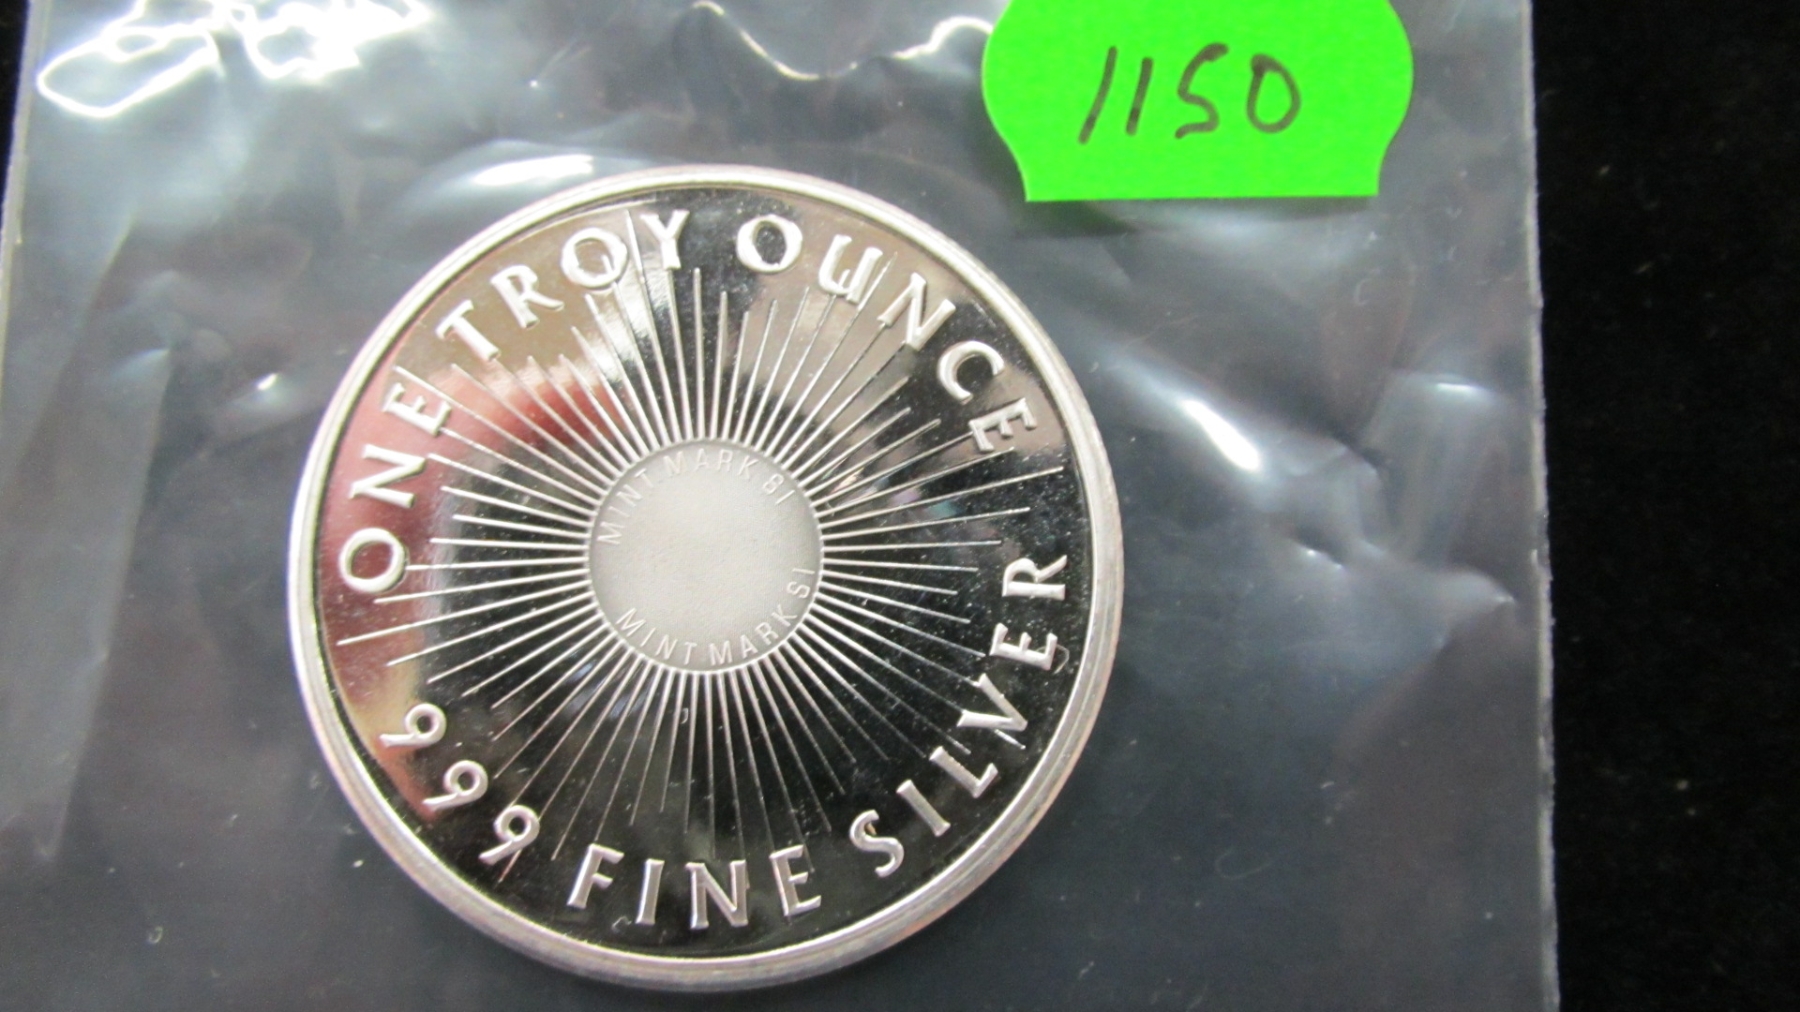 1150
ONE TROY OUNCE
MINT MARK SI
MINT MARK SI
999 FINE SILVER